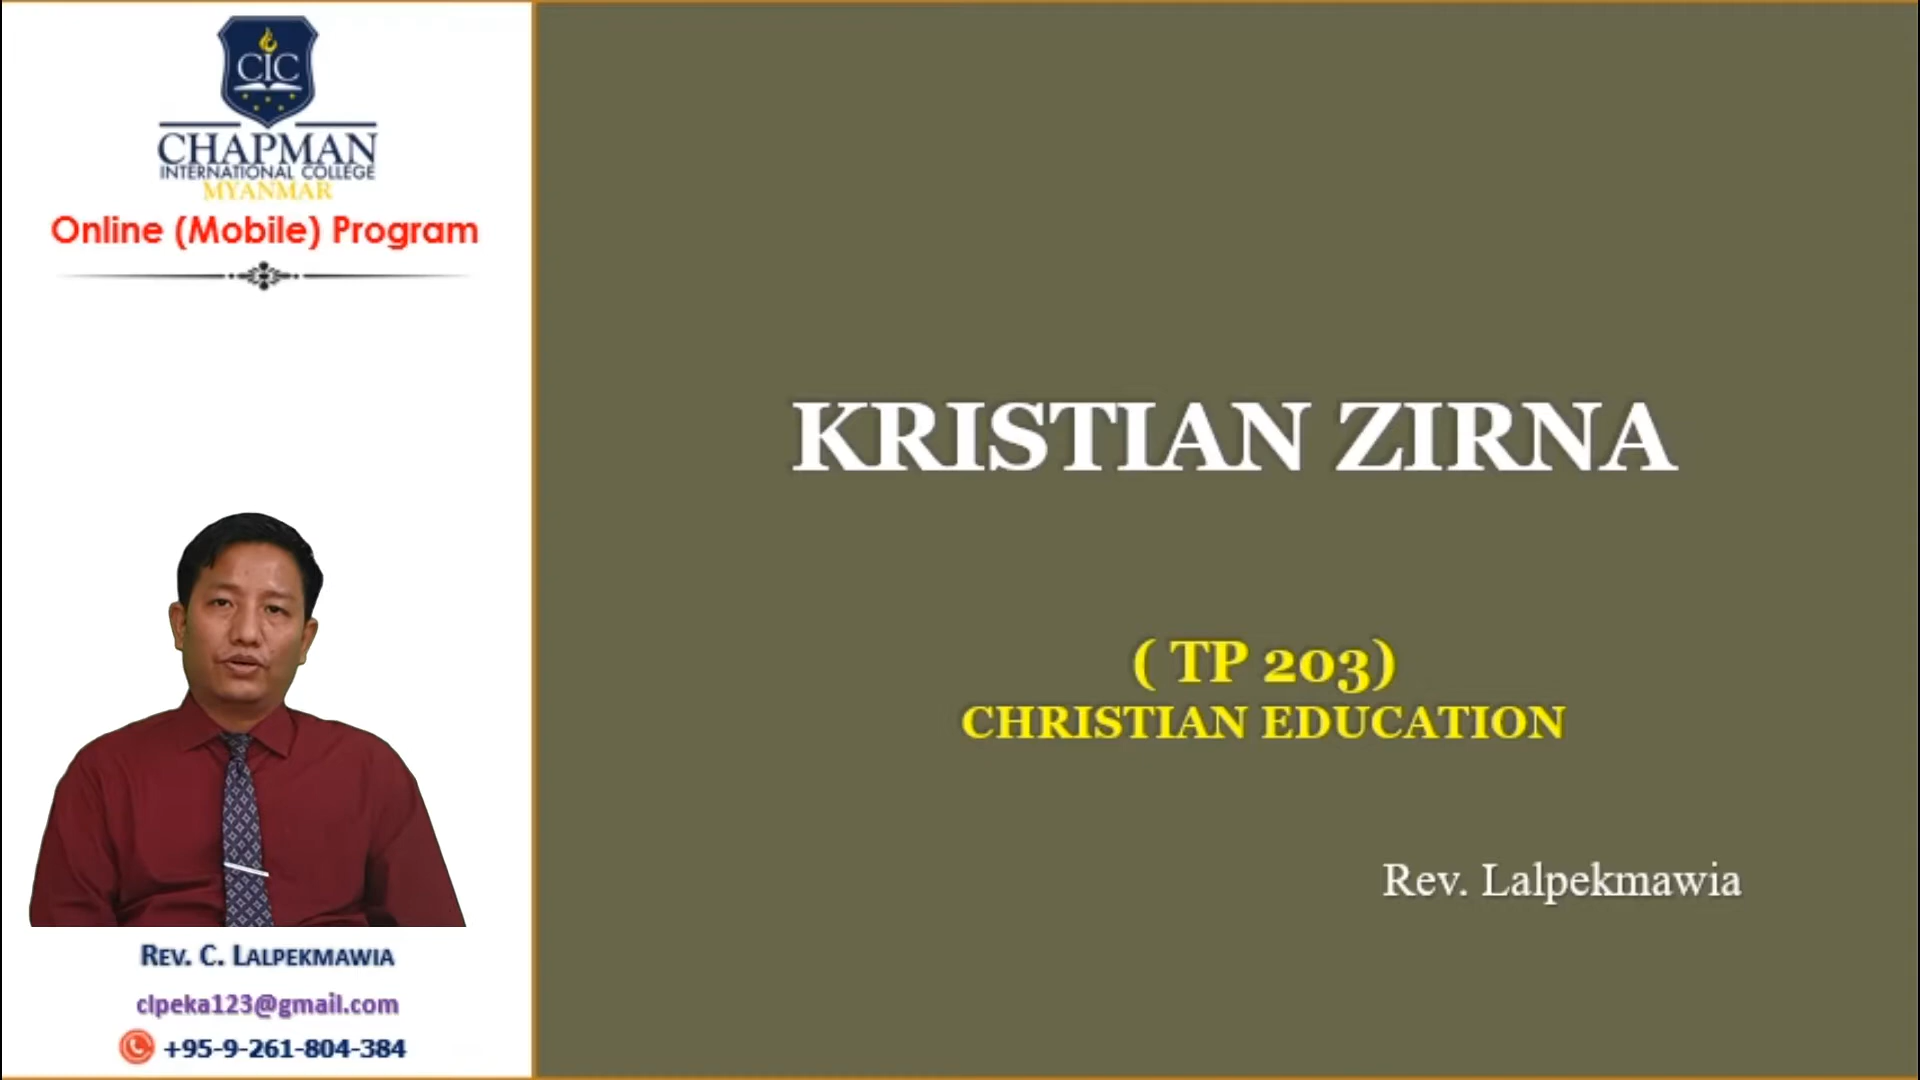 CIC
CHAPMAN
INTERNATIONAL COLLEGE
MYANMAR
Online (Mobile) Program
REV. C. LALPEKMAWIA
clpeka123@gmail.com
+95-9-261-804-384
KRISTIAN ZIRNA
( TP 203)
CHRISTIAN EDUCATION
Rev. Lalpekmawia